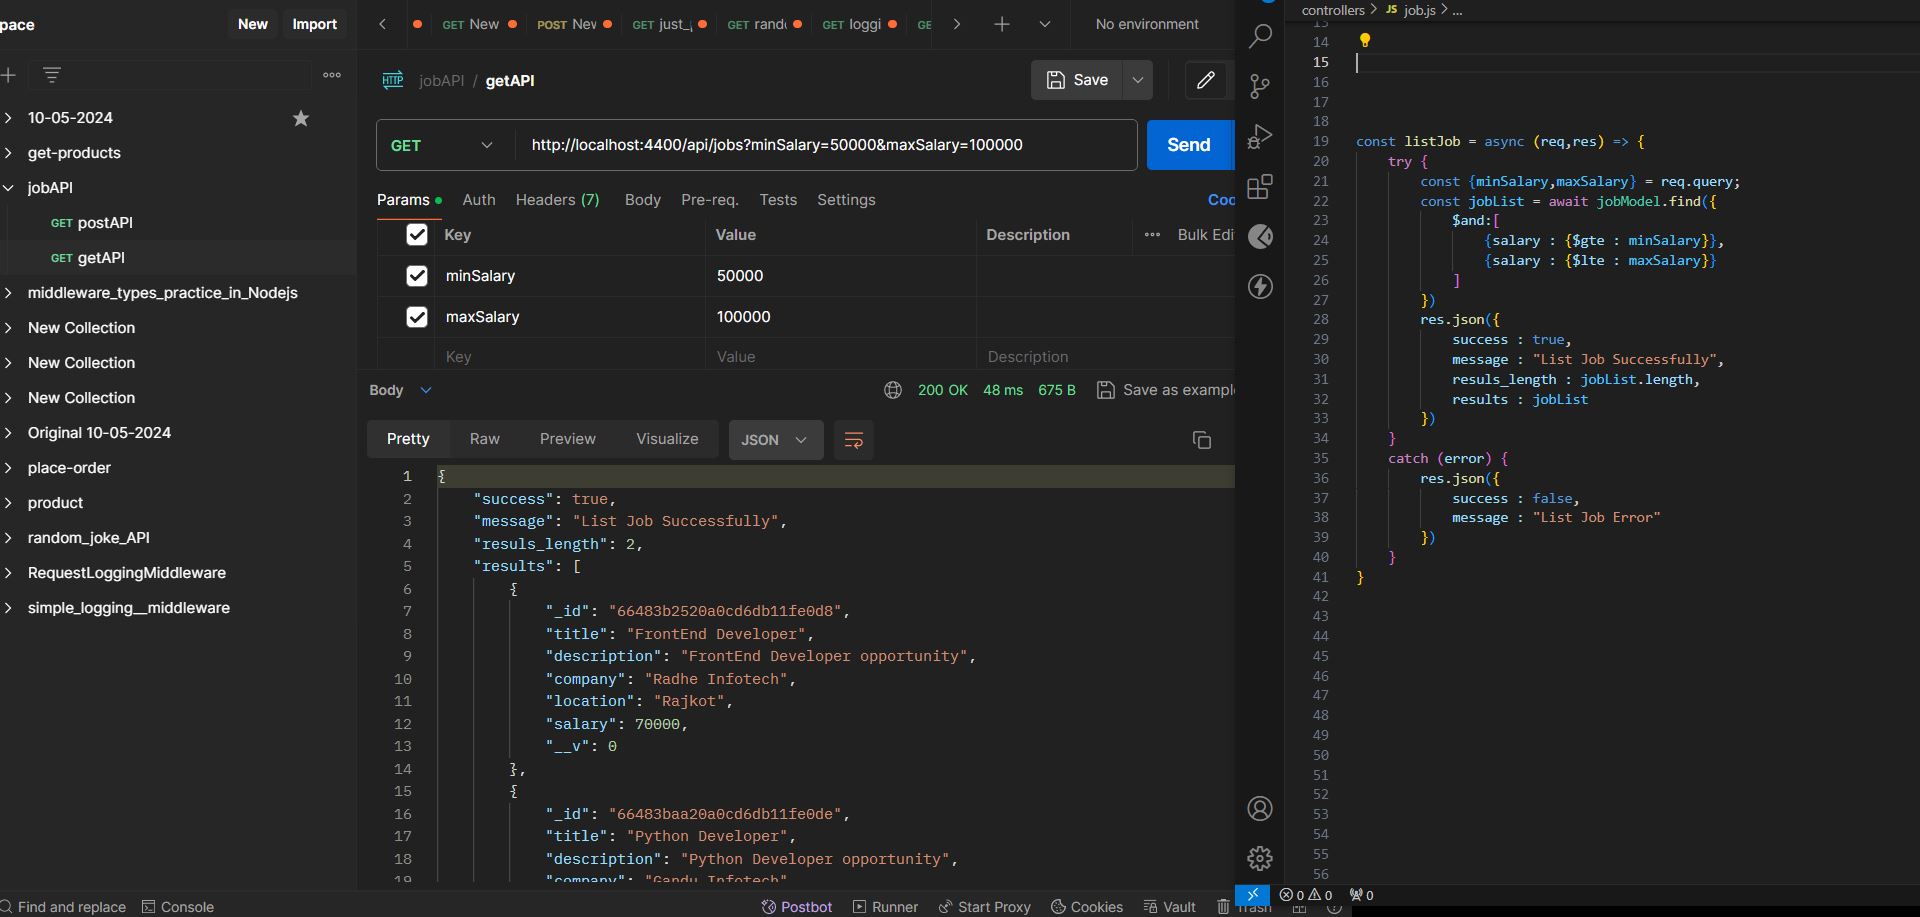 pace
New
Import
10-05-2024
get-products
jobAPI
GET postAPI
GET getAPI
middleware_types_practice_in_Nodejs
New Collection
New Collection
New Collection
Original 10-05-2024
place-order
product
random_joke_API
RequestLoggingMiddleware
simple_logging__middleware
Find and replace
Console
GET New
POST Nev
GET just_
GET rand
GET loggi
GE
No environment
HTTP jobAPI / getAPI
Save
GET http://localhost:4400/api/jobs?minSalary=50000&maxSalary=100000
Send
Params Auth Headers (7) Body Pre-req. Tests Settings Coo
Key Value Description Bulk Edi
minSalary 50000
maxSalary 100000
Key Value Description
Body 200 OK 48 ms 675 B Save as exampl
Pretty Raw Preview Visualize JSON
1 {
2 "success": true,
3 "message": "List Job Successfully",
4 "resuls_length": 2,
5 "results": [
6 {
7 "_id": "66483b2520a0cd6db11fe0d8",
8 "title": "FrontEnd Developer",
9 "description": "FrontEnd Developer opportunity",
10 "company": "Radhe Infotech",
11 "location": "Rajkot",
12 "salary": 70000,
13 "__v": 0
14 },
15 {
16 "_id": "66483baa20a0cd6db11fe0de",
17 "title": "Python Developer",
18 "description": "Python Developer opportunity",
19 "company": "Gandu Infotech"
Postbot Runner Start Proxy Cookies Vault Trash
controllers > JS job.js > ...
13
14
15
16
17
18
19 const listJob = async (req,res) => {
20 try {
21 const {minSalary,maxSalary} = req.query;
22 const jobList = await jobModel.find({
23 $and:[
24 {salary : {$gte : minSalary}},
25 {salary : {$lte : maxSalary}}
26 ]
27 })
28 res.json({
29 success : true,
30 message : "List Job Successfully",
31 resuls_length : jobList.length,
32 results : jobList
33 })
34 }
35 catch (error) {
36 res.json({
37 success : false,
38 message : "List Job Error"
39 })
40 }
41 }
42
43
44
45
46
47
48
49
50
51
52
53
54
55
56
0 0 0